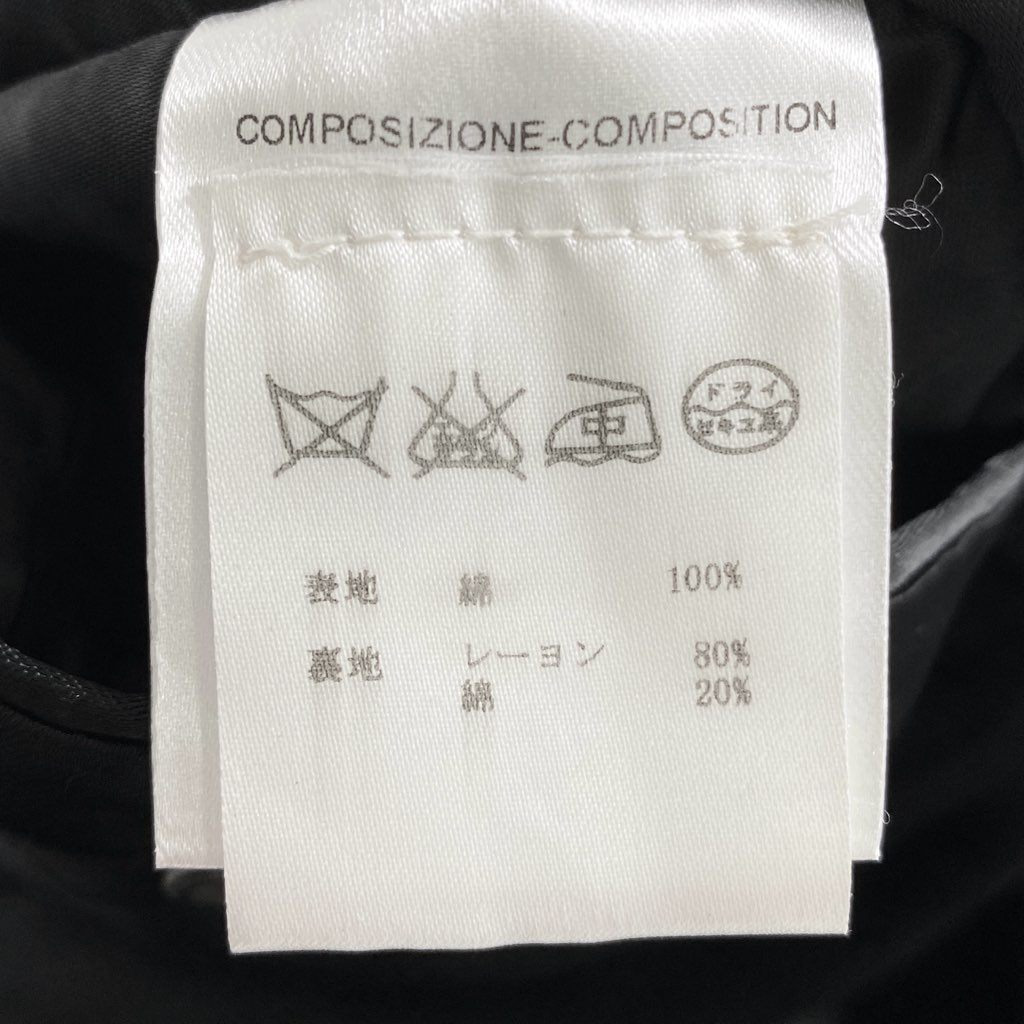 COMPOSIZIONE-COMPOSITION
中
ドライ
セキユ系
表地 綿 100%
裏地 レーヨン 80%
綿 20%